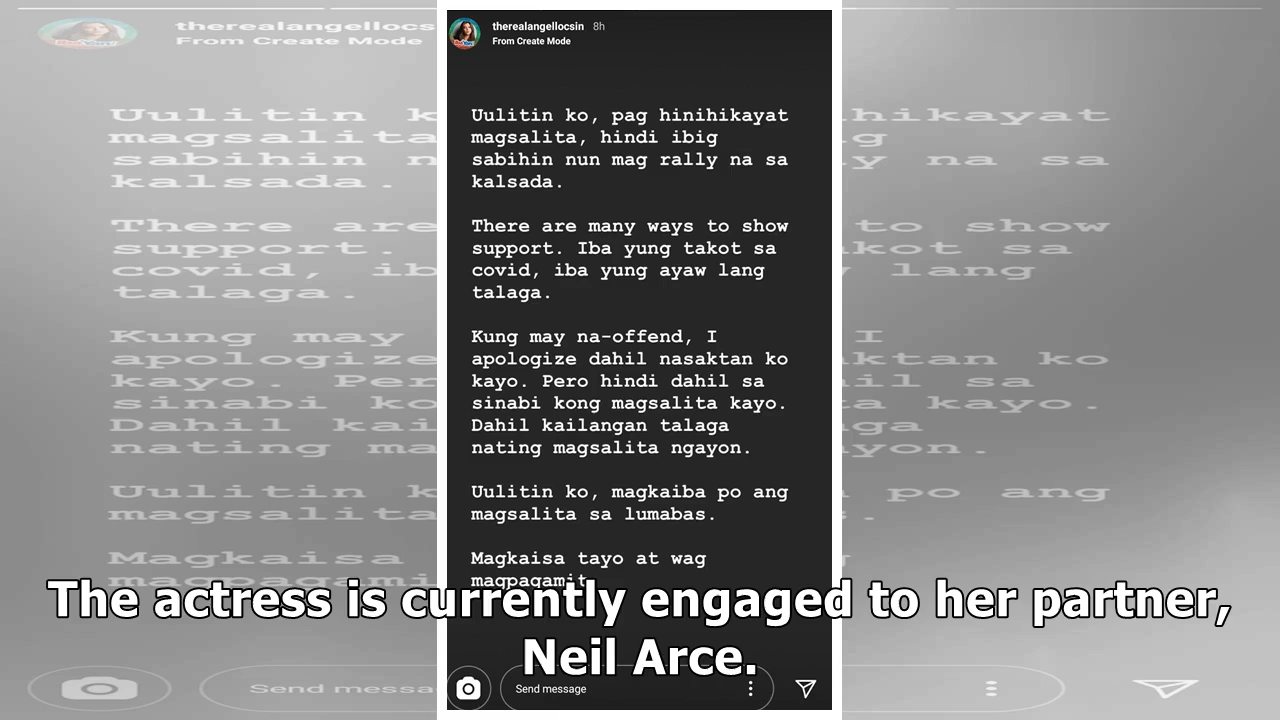 therealangellocsin 8h
From Create Mode
Uulitin ko, pag hinihikayat
magsalita, hindi ibig
sabihin nun mag rally na sa
kalsada.
There are many ways to show
support. Iba yung takot sa
covid, iba yung ayaw lang
talaga.
Kung may na-offend, I
apologize dahil nasaktan ko
kayo. Pero hindi dahil sa
sinabi kong magsalita kayo.
Dahil kailangan talaga
nating magsalita ngayon.
Uulitin ko, magkaiba po ang
magsalita sa lumabas.
Magkaisa tayo at wag
magpagamit.
The actress is currently engaged to her partner,
Neil Arce.
Send message